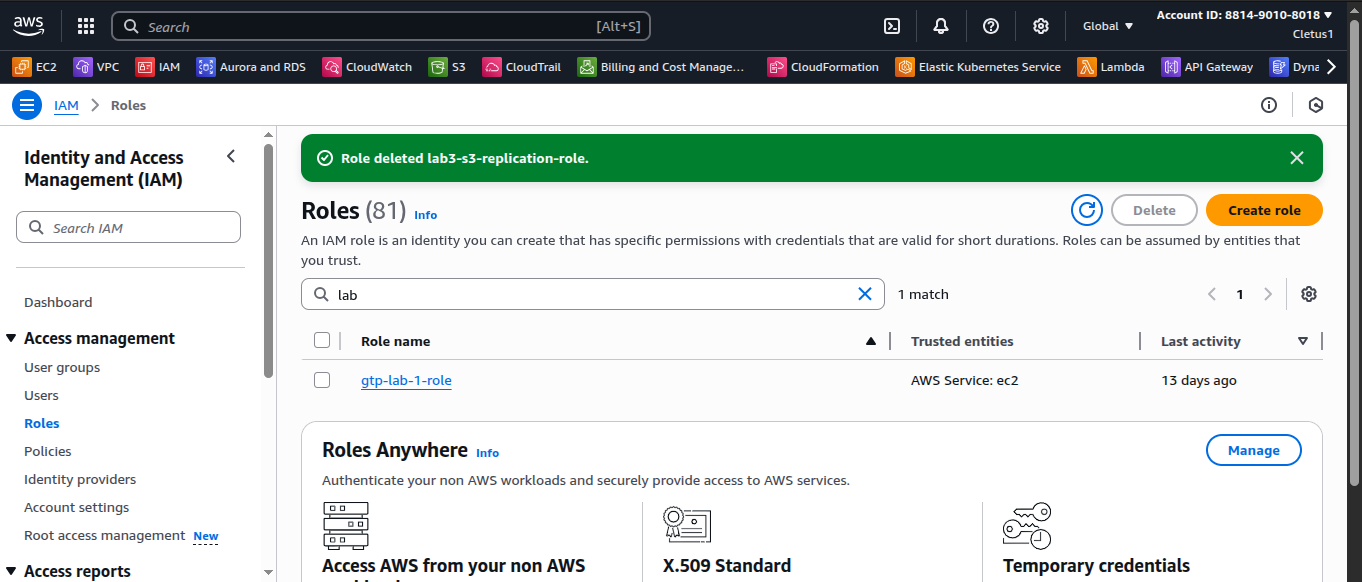 aws
Search
[Alt+S]
Global
Account ID: 8814-9010-8018
Cletus1
EC2
VPC
IAM
Aurora and RDS
CloudWatch
S3
CloudTrail
Billing and Cost Manage...
CloudFormation
Elastic Kubernetes Service
Lambda
API Gateway
Dyna
IAM
Roles
Identity and Access
Management (IAM)
Search IAM
Dashboard
Access management
User groups
Users
Roles
Policies
Identity providers
Account settings
Root access management New
Access reports
Role deleted lab3-s3-replication-role.
Roles (81) Info
Delete
Create role
An IAM role is an identity you can create that has specific permissions with credentials that are valid for short durations. Roles can be assumed by entities that
you trust.
lab
1 match
1
Role name
Trusted entities
Last activity
gtp-lab-1-role
AWS Service: ec2
13 days ago
Roles Anywhere Info
Manage
Authenticate your non AWS workloads and securely provide access to AWS services.
Access AWS from your non AWS
X.509 Standard
Temporary credentials